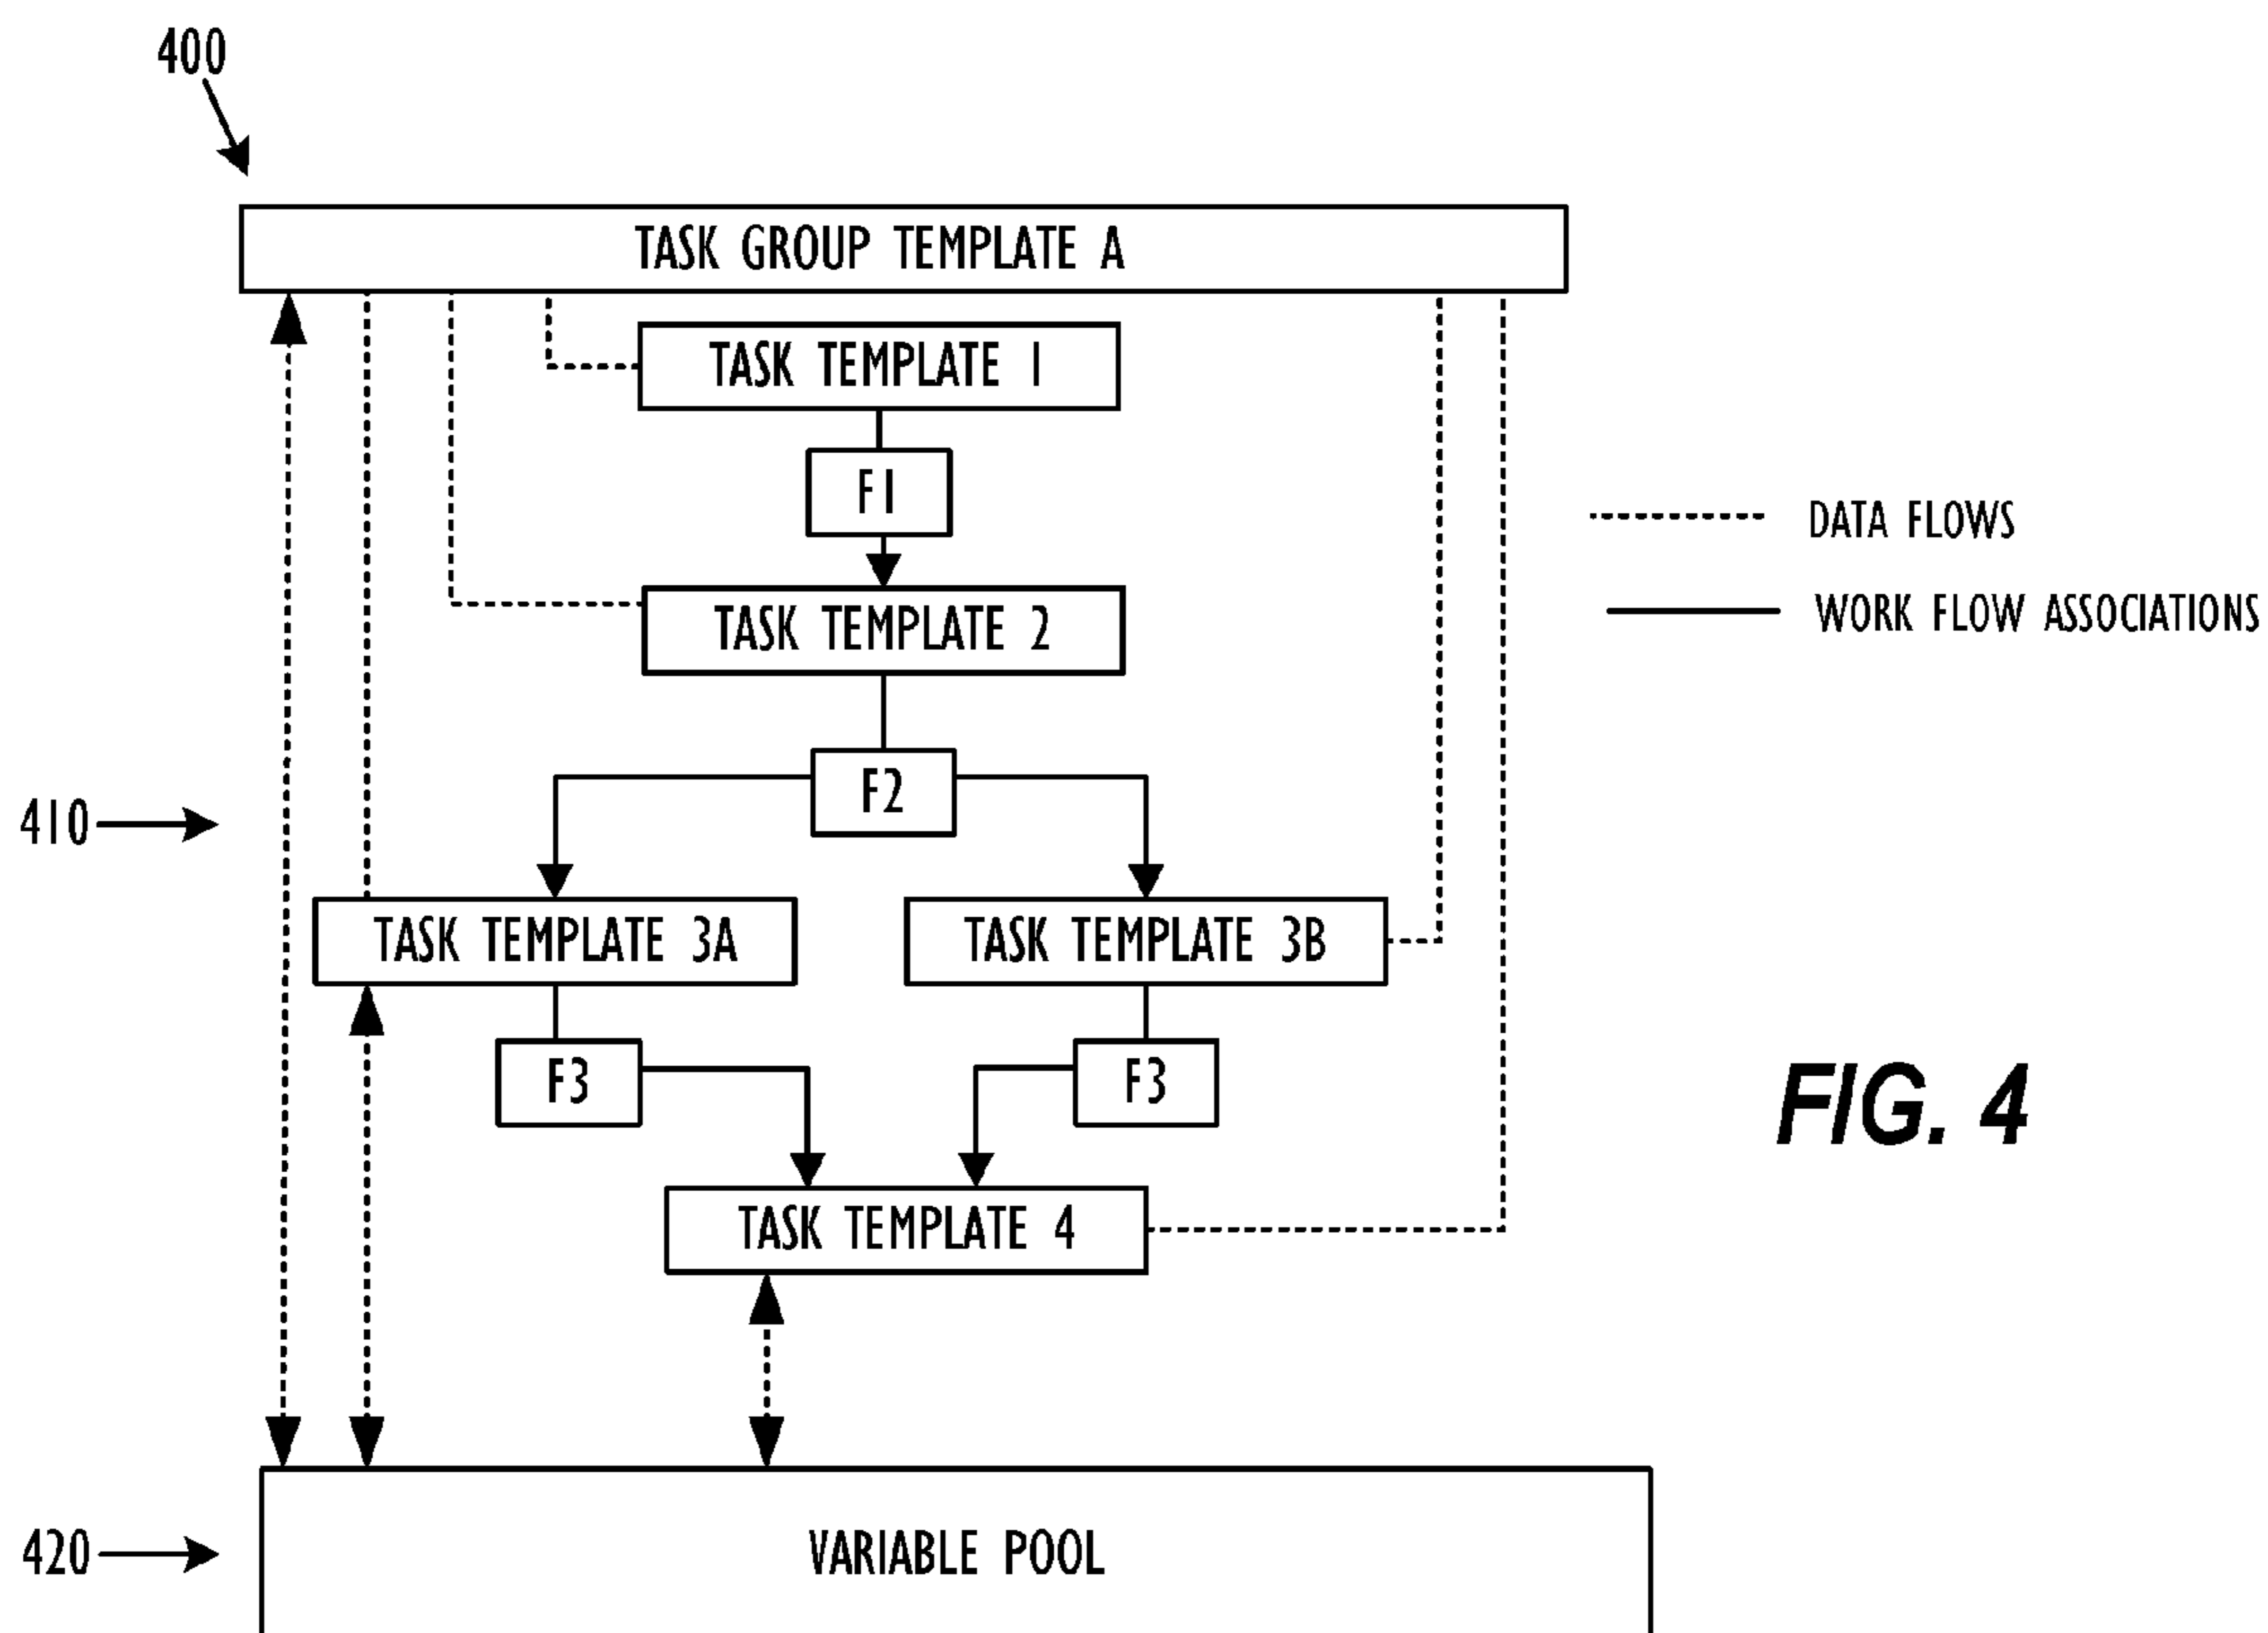 400
TASK GROUP TEMPLATE A
TASK TEMPLATE 1
F1
DATA FLOWS
WORK FLOW ASSOCIATIONS
TASK TEMPLATE 2
F2
410
TASK TEMPLATE 3A
TASK TEMPLATE 3B
F3
F3
FIG. 4
TASK TEMPLATE 4
420
VARIABLE POOL